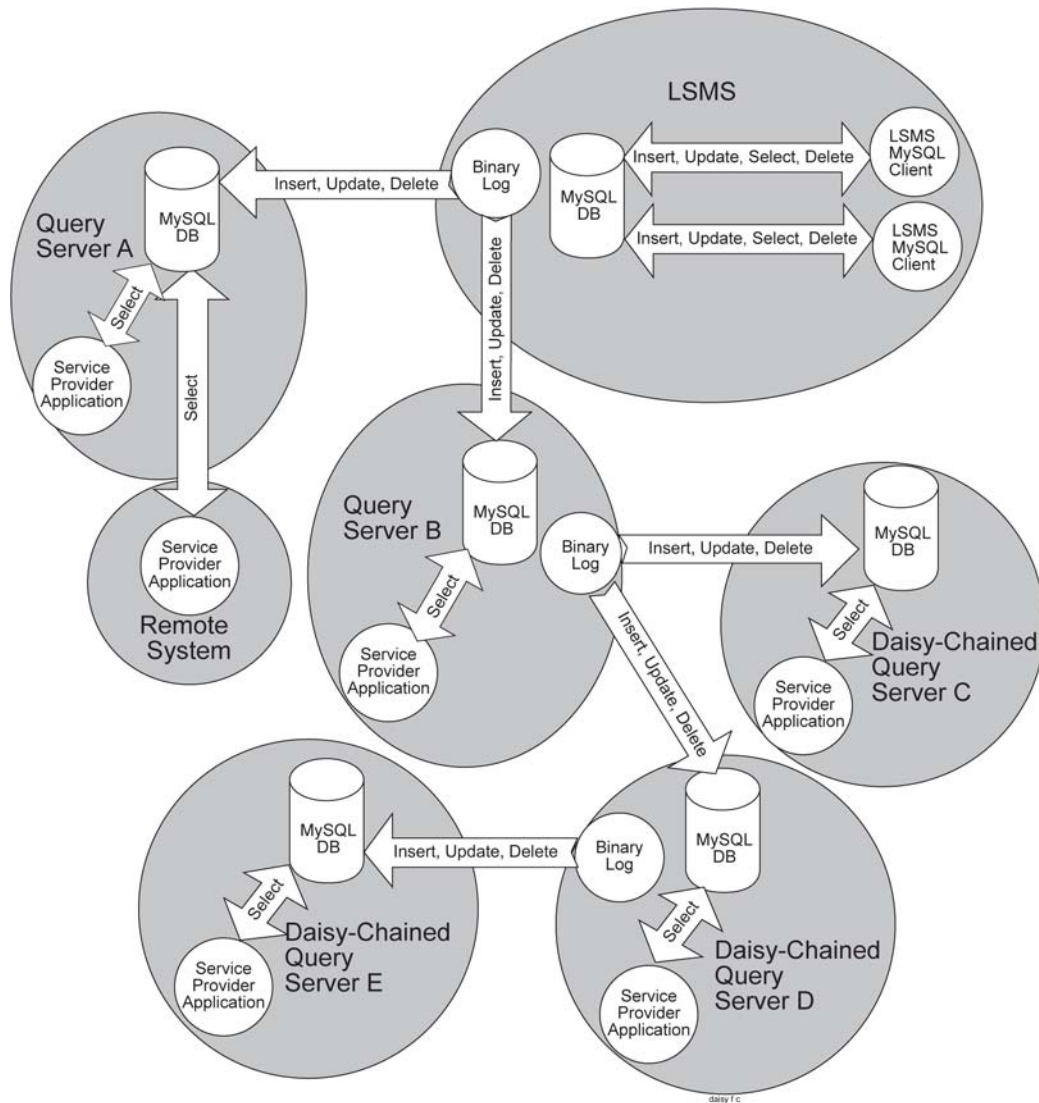 LSMS
LSMS
MySQL
Client
Insert, Update, Select, Delete
MySQL
DB
Insert, Update, Select, Delete
LSMS
MySQL
Client
Binary
Log
Insert, Update, Delete
Insert, Update, Delete
MySQL
DB
Query
Server A
Select
Service
Provider
Application
Select
Service
Provider
Application
Remote
System
Query
Server B
MySQL
DB
Binary
Log
Select
Service
Provider
Application
Insert, Update, Delete
Insert, Update, Delete
MySQL
DB
Select
Daisy-Chained
Query
Server C
Service
Provider
Application
MySQL
DB
Binary
Log
Insert, Update, Delete
Select
Daisy-Chained
Query
Server D
Service
Provider
Application
MySQL
DB
Select
Daisy-Chained
Query
Server E
Service
Provider
Application
daisy f c